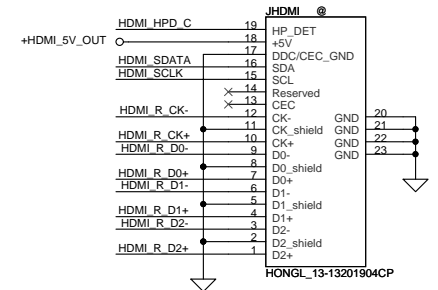 JHDMI @
HDMI_HPD_C 19 HP_DET
+HDMI_5V_OUT 18 +5V
17 DDC/CEC_GND
HDMI_SDATA 16 SDA
HDMI_SCLK 15 SCL
14 Reserved
13 CEC
HDMI_R_CK- 12 CK- GND 20
11 CK_shield GND 21
HDMI_R_CK+ 10 CK+ GND 22
HDMI_R_D0- 9 D0- GND 23
8 D0_shield
HDMI_R_D0+ 7 D0+
HDMI_R_D1- 6 D1-
5 D1_shield
HDMI_R_D1+ 4 D1+
HDMI_R_D2- 3 D2-
2 D2_shield
HDMI_R_D2+ 1 D2+
HONGL_13-13201904CP